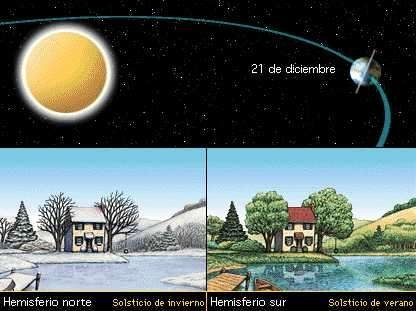 21 de diciembre
Hemisferio norte Solsticio de invierno
Hemisferio sur Solsticio de verano